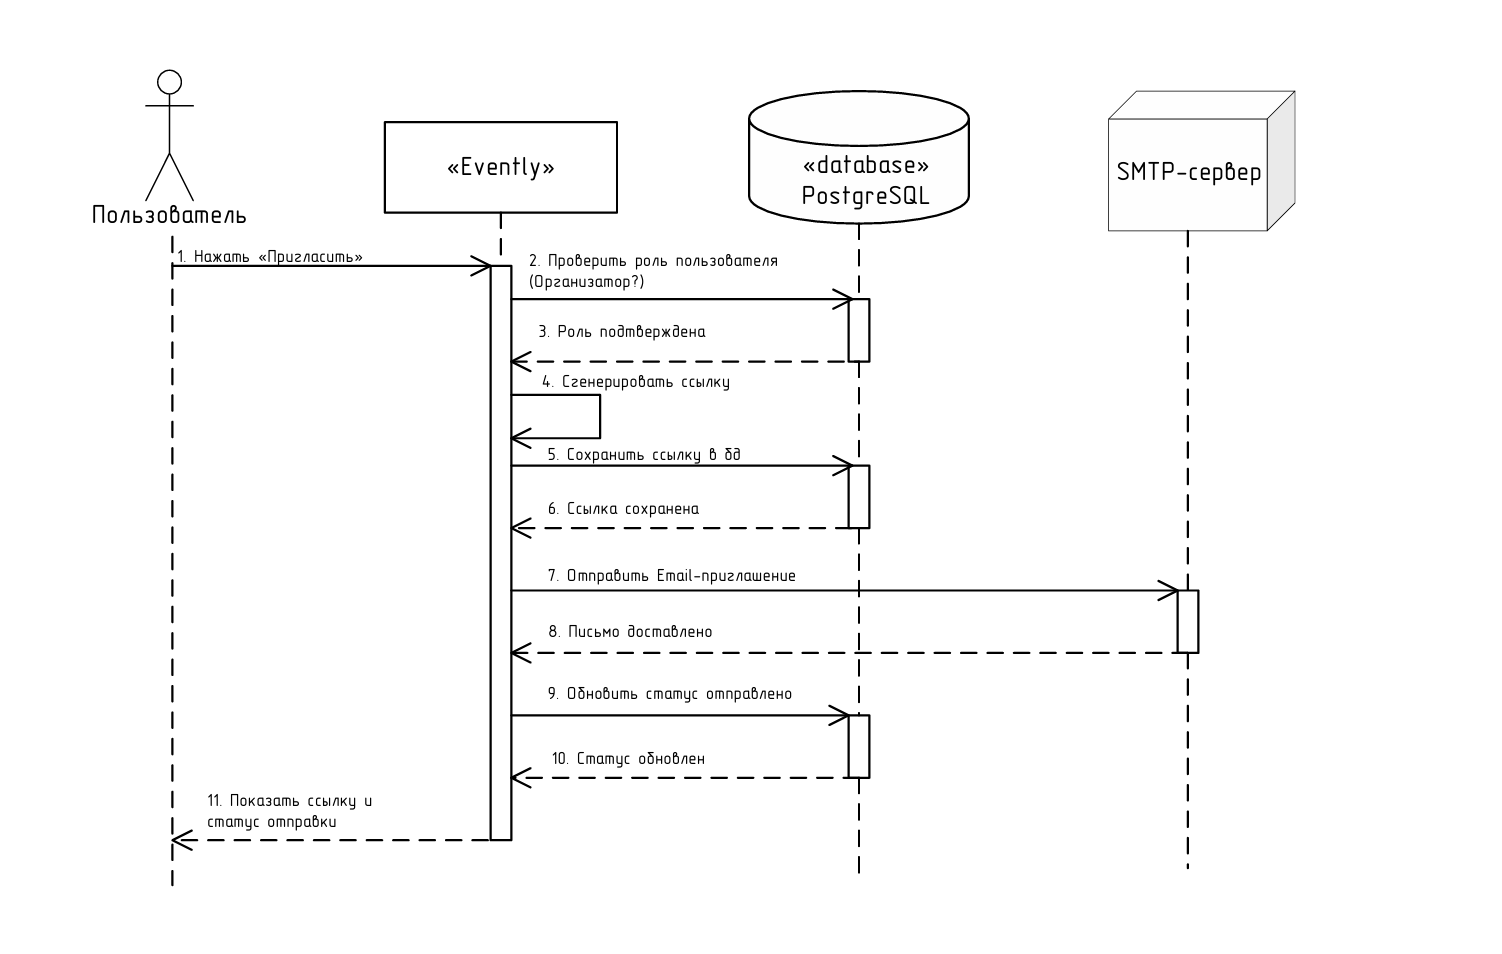 Пользователь
«Evently»
«database»
PostgreSQL
SMTP-сервер
1. Нажать «Пригласить»
2. Проверить роль пользователя
(Организатор?)
3. Роль подтверждена
4. Сгенерировать ссылку
5. Сохранить ссылку в бд
6. Ссылка сохранена
7. Отправить Email-приглашение
8. Письмо доставлено
9. Обновить статус отправлено
10. Статус обновлен
11. Показать ссылку и
статус отправки